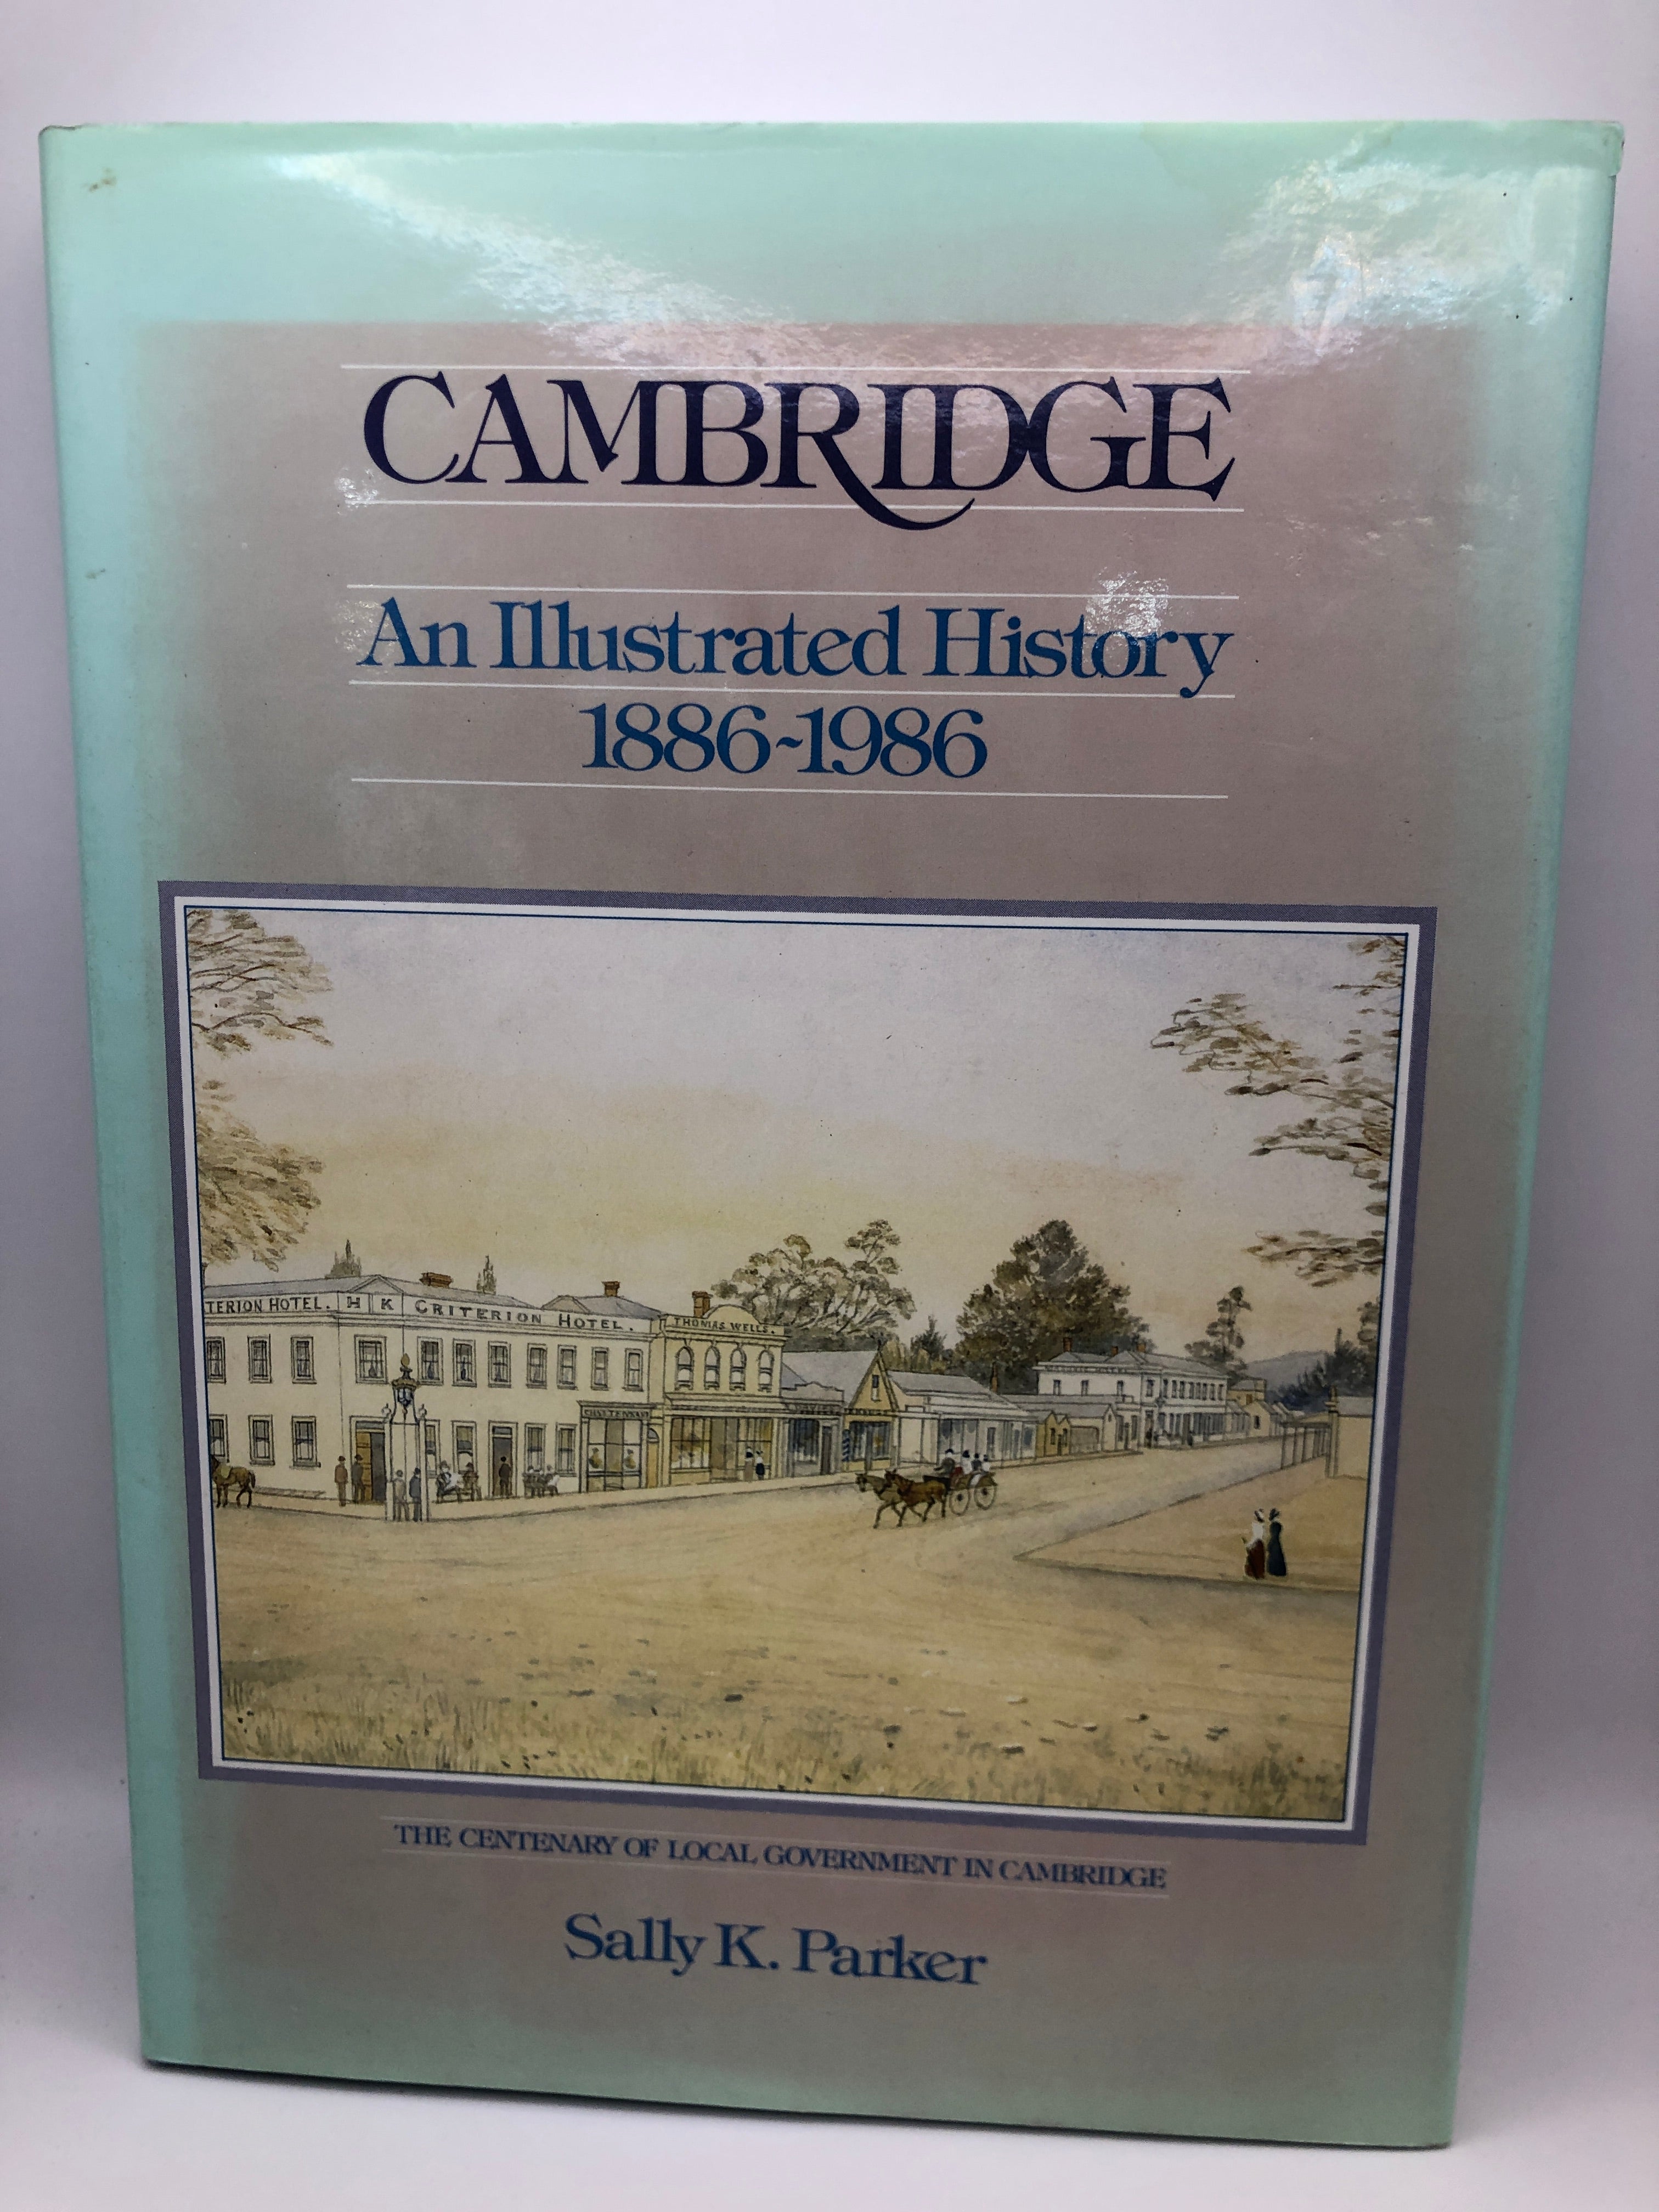 CAMBRIDGE
An Illustrated History
1886-1986
TERION HOTEL. H K CRITERION HOTEL.
THOMAS WELLS.
THE CENTENARY OF LOCAL GOVERNMENT IN CAMBRIDGE
Sally K. Parker